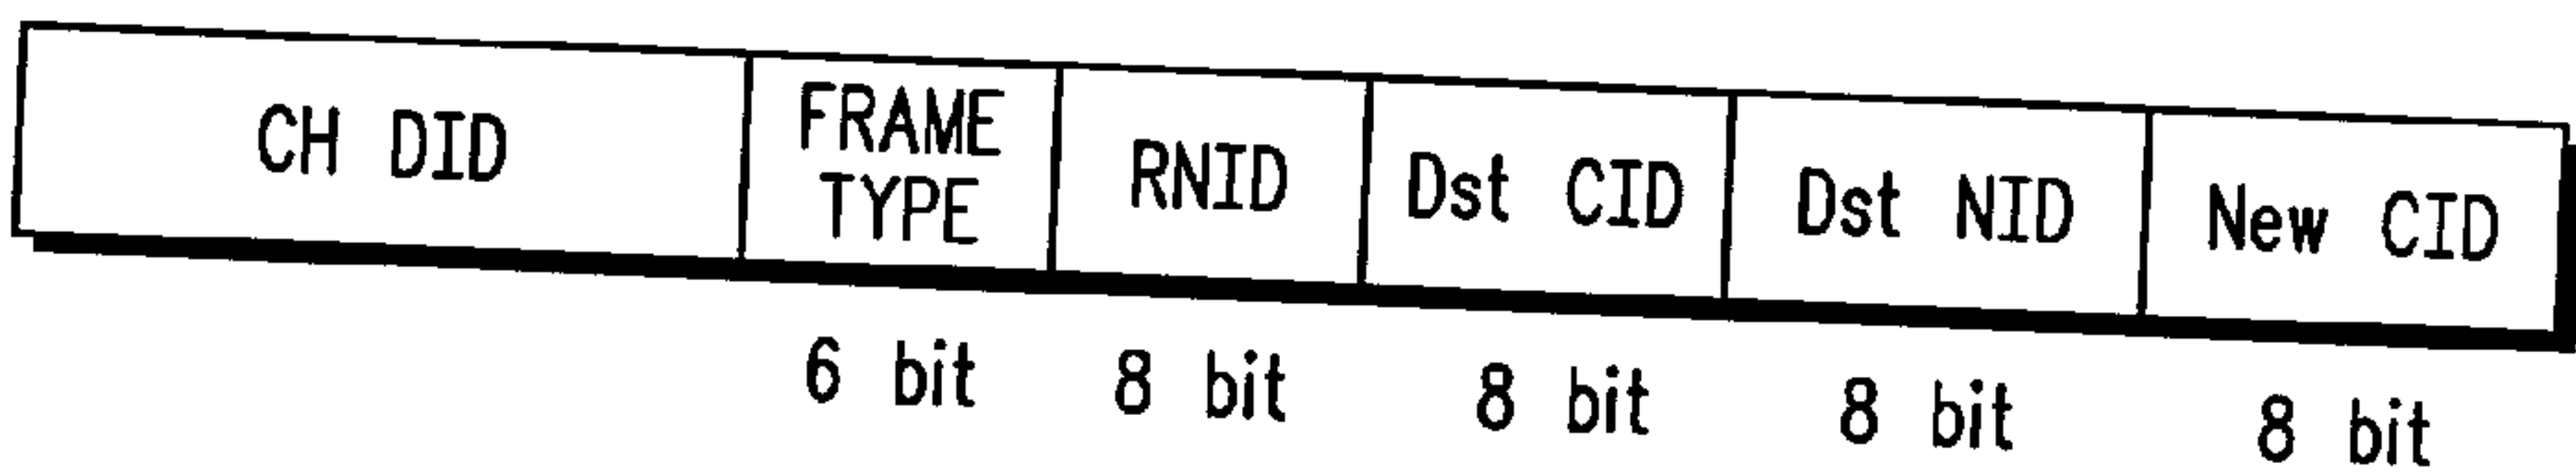 CH DID
FRAME
TYPE
RNID
Dst CID
Dst NID
New CID
6 bit
8 bit
8 bit
8 bit
8 bit